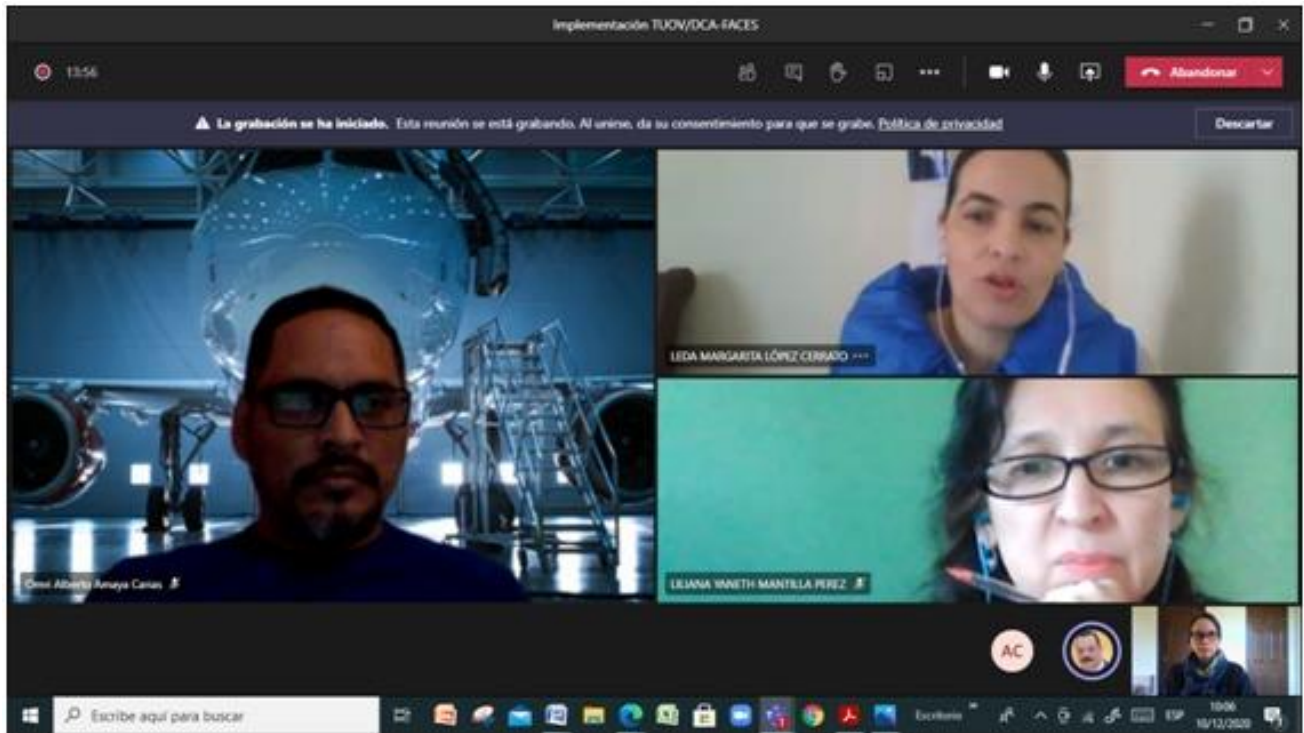 Implementación TUOV/DCA-FACES
13:56
Abandonar
La grabación se ha iniciado. Esta reunión se está grabando. Al unirse, da su consentimiento para que se grabe. Política de privacidad
Descartar
LEDA MARGARITA LÓPEZ CERRATO
Omri Alberto Amaya Carias
LILIANA YANETH MANTILLA PEREZ
AC
Escribe aquí para buscar
Escritorio
ESP
10:06
10/12/2020